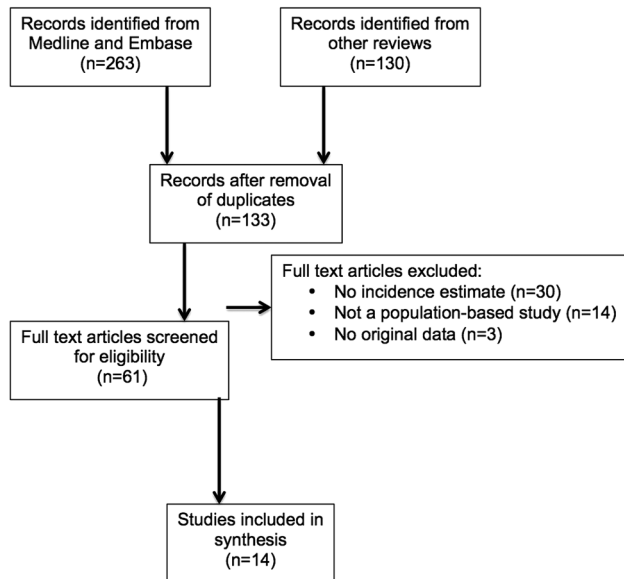 Records identified from
Medline and Embase
(n=263)
Records identified from
other reviews
(n=130)
Records after removal
of duplicates
(n=133)
Full text articles excluded:
• No incidence estimate (n=30)
• Not a population-based study (n=14)
• No original data (n=3)
Full text articles screened
for eligibility
(n=61)
Studies included in
synthesis
(n=14)